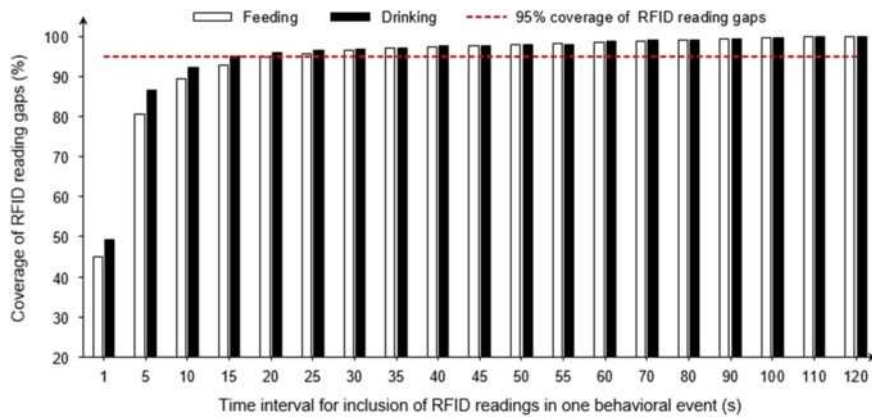 Feeding Drinking 95% coverage of RFID reading gaps
Coverage of RFID reading gaps (%)
100
90
80
70
60
50
40
30
20
1 5 10 15 20 25 30 35 40 45 50 55 60 70 80 90 100 110 120
Time interval for inclusion of RFID readings in one behavioral event (s)